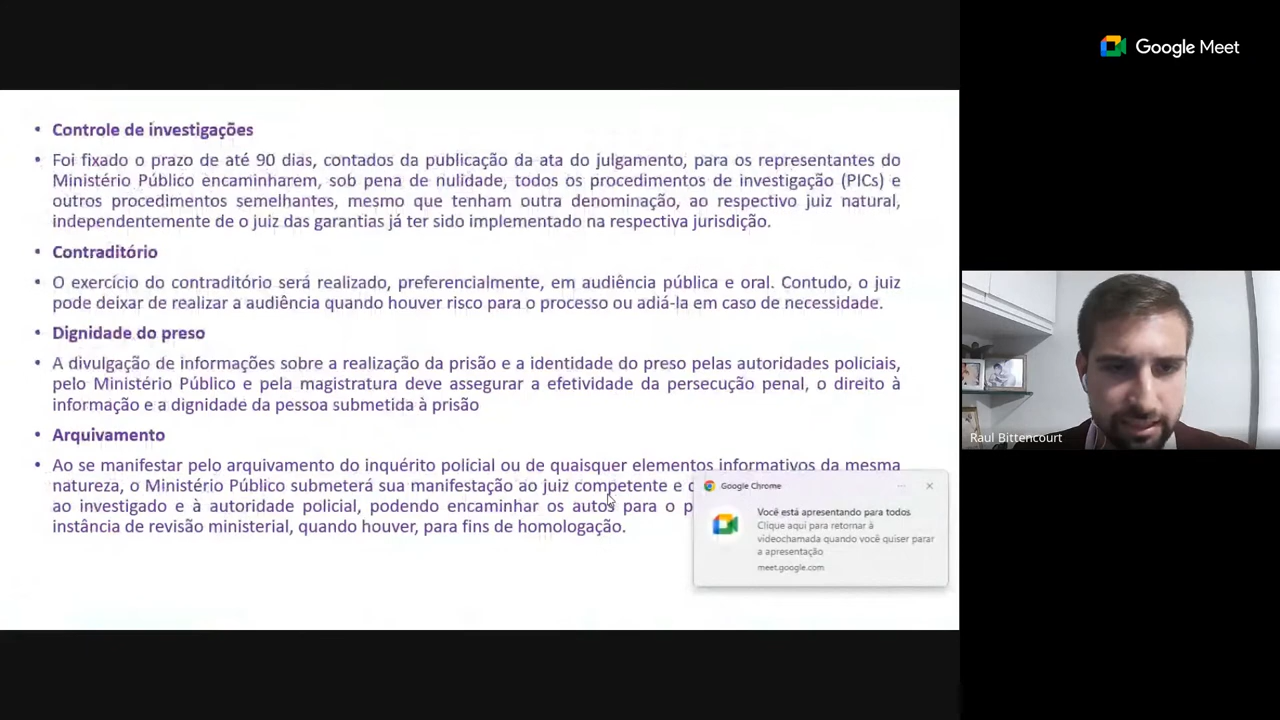 Google Meet
• Controle de investigações
• Foi fixado o prazo de até 90 dias, contados da publicação da ata do julgamento, para os representantes do
Ministério Público encaminharem, sob pena de nulidade, todos os procedimentos de investigação (PICs) e
outros procedimentos semelhantes, mesmo que tenham outra denominação, ao respectivo juiz natural,
independentemente de o juiz das garantias já ter sido implementado na respectiva jurisdição.
• Contraditório
• O exercício do contraditório será realizado, preferencialmente, em audiência pública e oral. Contudo, o juiz
pode deixar de realizar a audiência quando houver risco para o processo ou adiá-la em caso de necessidade.
• Dignidade do preso
• A divulgação de informações sobre a realização da prisão e a identidade do preso pelas autoridades policiais,
pelo Ministério Público e pela magistratura deve assegurar a efetividade da persecução penal, o direito à
informação e a dignidade da pessoa submetida à prisão
• Arquivamento
• Ao se manifestar pelo arquivamento do inquérito policial ou de quaisquer elementos informativos da mesma
natureza, o Ministério Público submeterá sua manifestação ao juiz competente e
ao investigado e à autoridade policial, podendo encaminhar os autos para o
instância de revisão ministerial, quando houver, para fins de homologação.
Google Chrome
Você está apresentando para todos
Clique aqui para retornar à
videochamada quando você quiser parar
a apresentação
meet.google.com
Raul Bittencourt